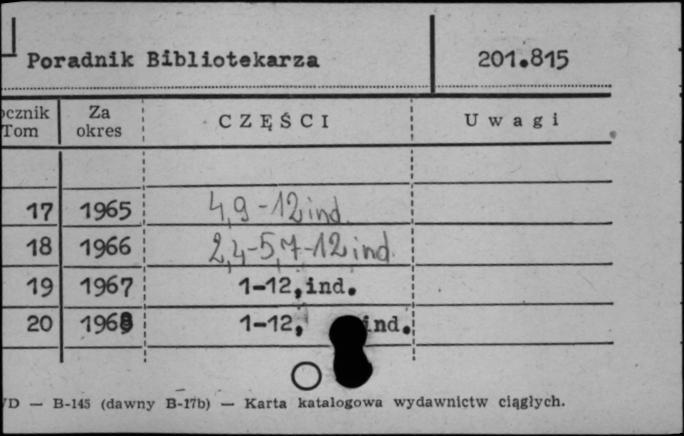 Poradnik Bibliotekarza 201.815
ocznik Za CZĘŚCI Uwagi
Tom okres
17 1965 4,9-12 ind.
18 1966 2,4-5,7-12 ind.
19 1967 1-12,ind.
20 1968 1-12, ind.
D — B-145 (dawny B-17b) — Karta katalogowa wydawnictw ciągłych.